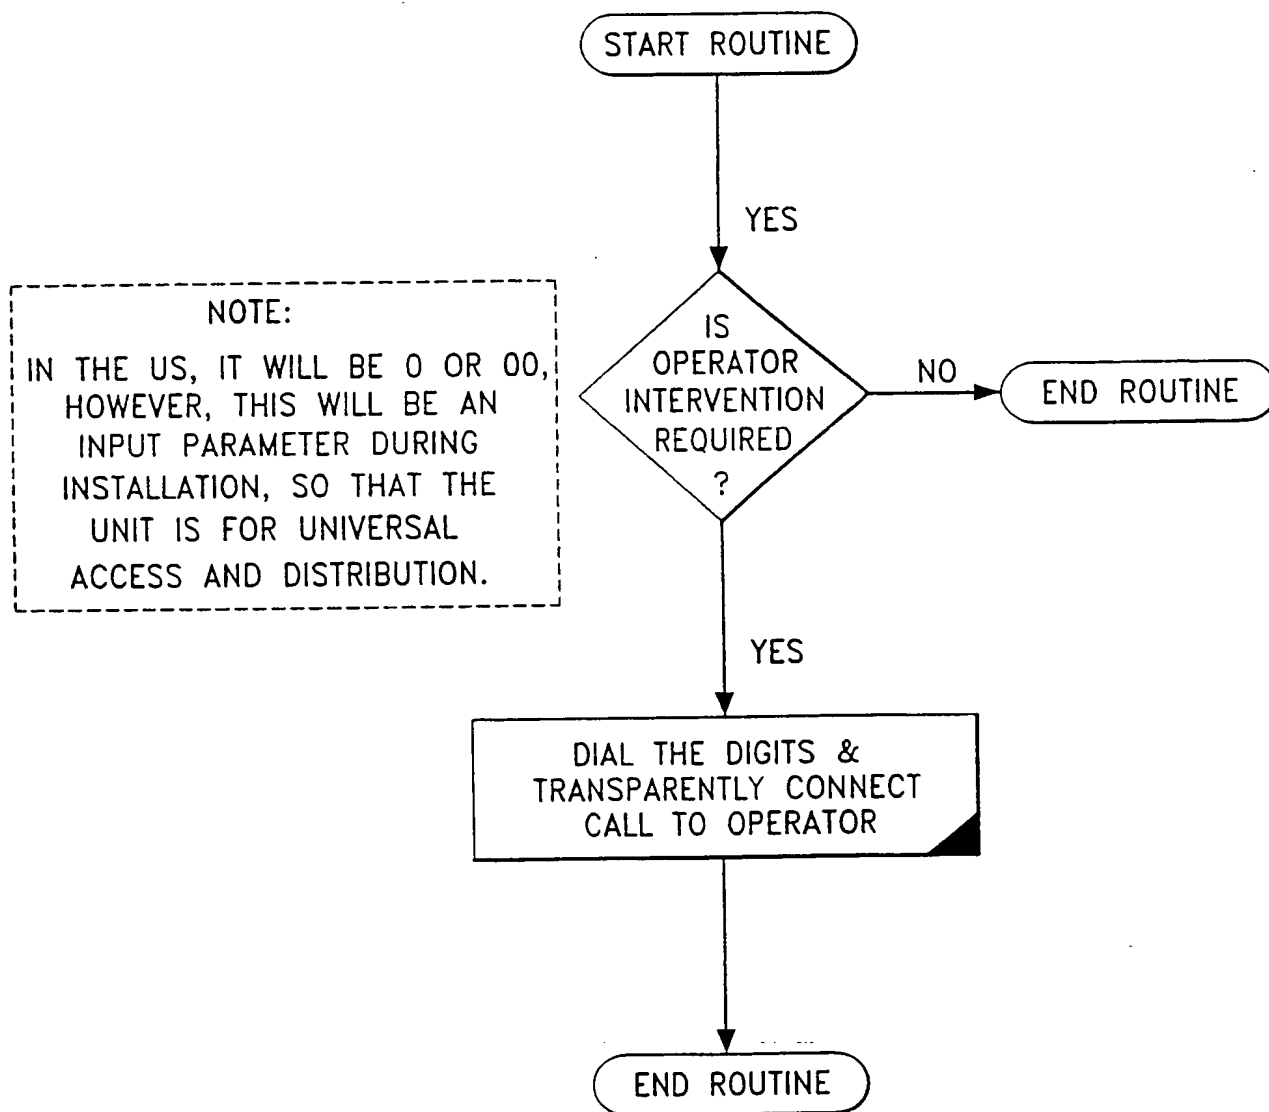 START ROUTINE
YES
IS
OPERATOR
INTERVENTION
REQUIRED
?
NO
END ROUTINE
NOTE:
IN THE US, IT WILL BE 0 OR 00,
HOWEVER, THIS WILL BE AN
INPUT PARAMETER DURING
INSTALLATION, SO THAT THE
UNIT IS FOR UNIVERSAL
ACCESS AND DISTRIBUTION.
YES
DIAL THE DIGITS &
TRANSPARENTLY CONNECT
CALL TO OPERATOR
END ROUTINE